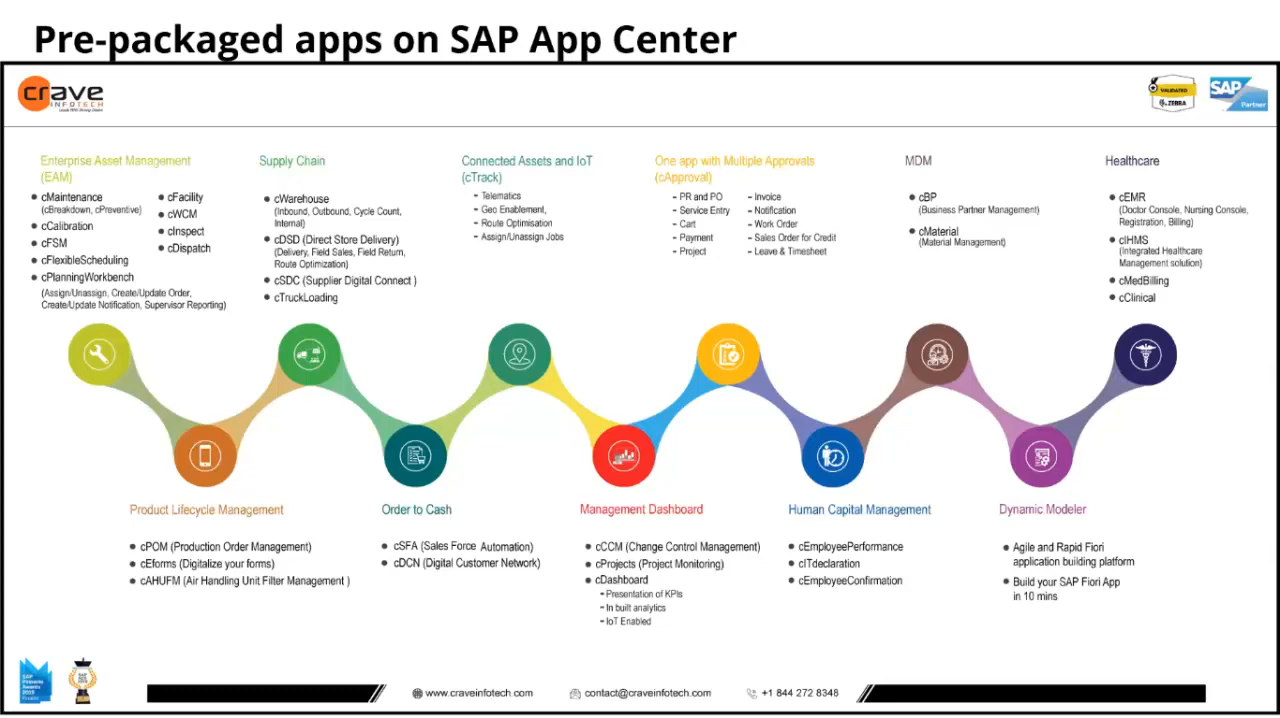 Pre-packaged apps on SAP App Center
crave
INFOTECH
VALIDATED
ZEBRA
SAP
Partner
Enterprise Asset Management
(EAM)
• cMaintenance
(cBreakdown, cPreventive)
• cCalibration
• cFSM
• cFlexibleScheduling
• cPlanningWorkbench
(Assign/Unassign, Create/Update Order,
Create/Update Notification, Supervisor Reporting)
• cFacility
• cWCM
• cInspect
• cDispatch
Supply Chain
• cWarehouse
(Inbound, Outbound, Cycle Count,
Internal)
• cDSD (Direct Store Delivery)
(Delivery, Field Sales, Field Return,
Route Optimization)
• cSDC (Supplier Digital Connect )
• cTruckLoading
Connected Assets and IoT
(cTrack)
- Telematics
- Geo Enablement,
- Route Optimisation
- Assign/Unassign Jobs
One app with Multiple Approvals
(cApproval)
- PR and PO
- Service Entry
- Cart
- Payment
- Project
- Invoice
- Notification
- Work Order
- Sales Order for Credit
- Leave & Timesheet
MDM
• cBP
(Business Partner Management)
• cMaterial
(Material Management)
Healthcare
• cEMR
(Doctor Console, Nursing Console,
Registration, Billing)
• cIHMS
(Integrated Healthcare
Management solution)
• cMedBilling
• cClinical
Product Lifecycle Management
• cPOM (Production Order Management)
• cEforms (Digitalize your forms)
• cAHUFM (Air Handling Unit Filter Management )
Order to Cash
• cSFA (Sales Force Automation)
• cDCN (Digital Customer Network)
Management Dashboard
• cCCM (Change Control Management)
• cProjects (Project Monitoring)
• cDashboard
- Presentation of KPIs
- In built analytics
- IoT Enabled
Human Capital Management
• cEmployeePerformance
• cITdeclaration
• cEmployeeConfirmation
Dynamic Modeler
• Agile and Rapid Fiori
application building platform
• Build your SAP Fiori App
in 10 mins
www.craveinfotech.com
contact@craveinfotech.com
+1 844 272 8348